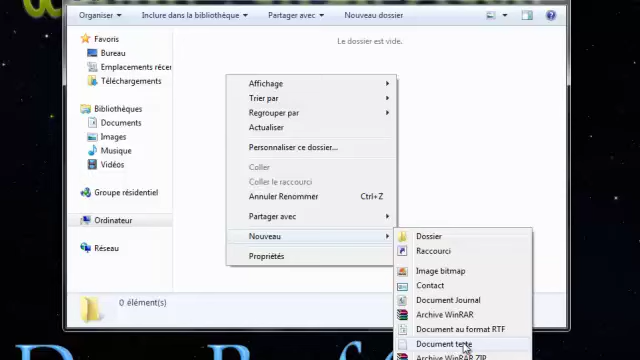 Organiser
Inclure dans la bibliothèque
Partager avec
Nouveau dossier
Favoris
Bureau
Emplacements récen
Téléchargements
Bibliothèques
Documents
Images
Musique
Vidéos
Groupe résidentiel
Ordinateur
Réseau
Le dossier est vide.
Affichage
Trier par
Regrouper par
Actualiser
Personnaliser ce dossier...
Coller
Coller le raccourci
Annuler Renommer Ctrl+Z
Partager avec
Nouveau
Propriétés
Dossier
Raccourci
Image bitmap
Contact
Document Journal
Archive WinRAR
Document au format RTF
Document texte
Archive WinRAR ZIP
0 élément(s)